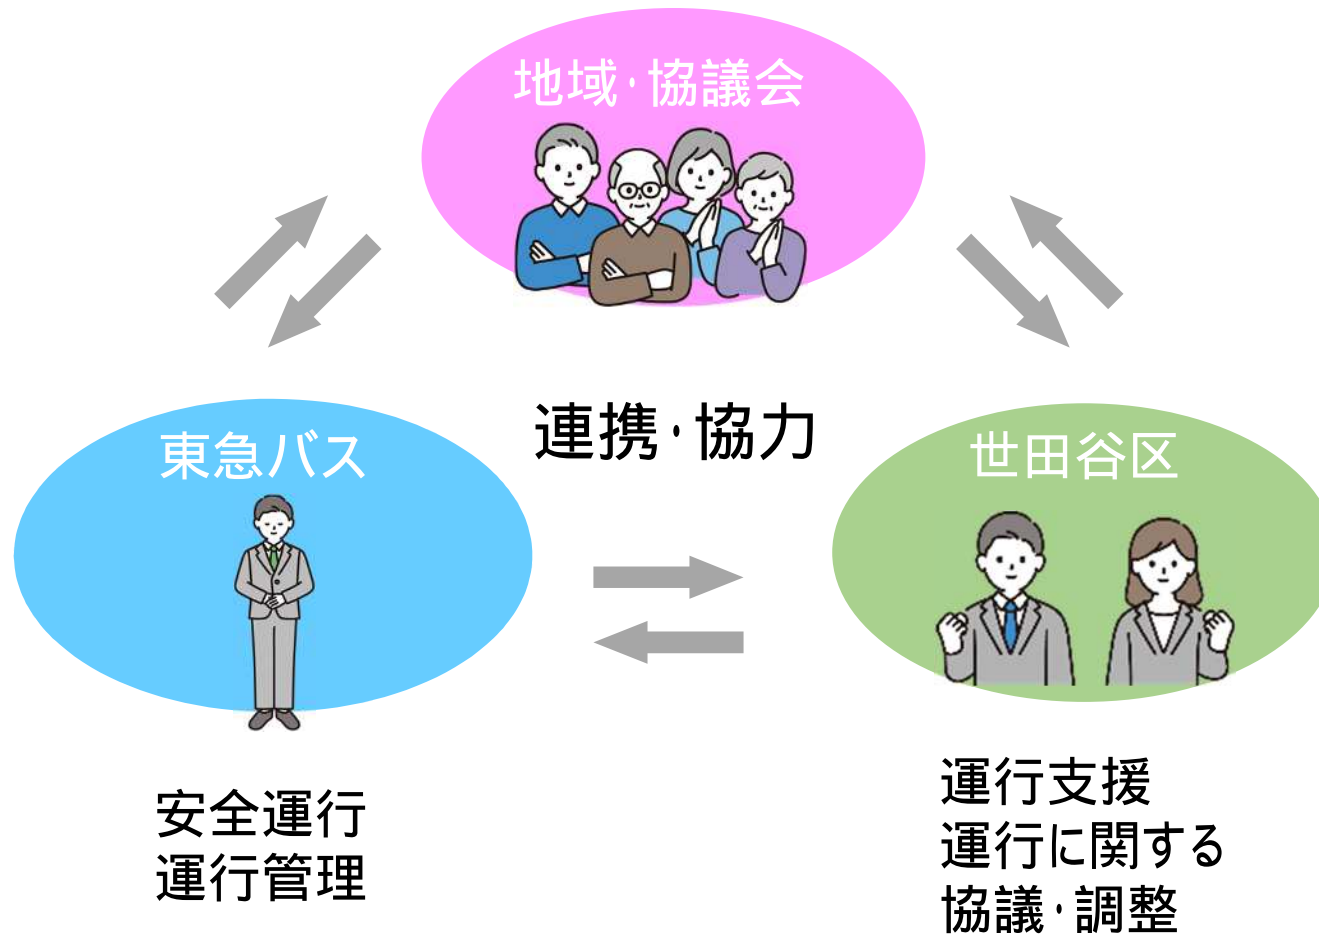 地域・協議会
連携・協力
東急バス
世田谷区
安全運行
運行管理
運行支援
運行に関する
協議・調整